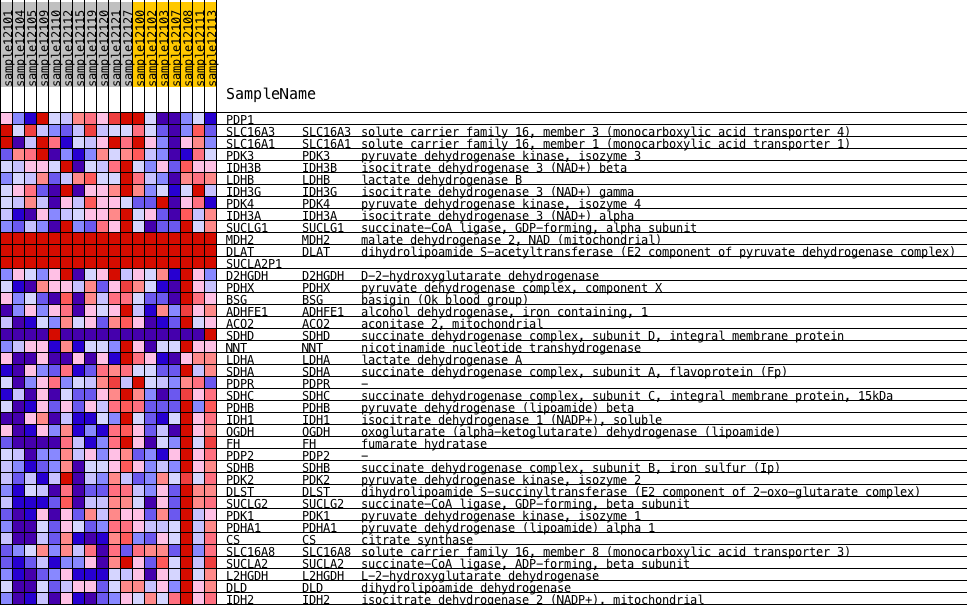 sample12101
sample12104
sample12105
sample12109
sample12110
sample12112
sample12115
sample12119
sample12120
sample12121
sample12127
sample12100
sample12102
sample12103
sample12107
sample12108
sample12111
sample12113
SampleName
PDP1
SLC16A3 SLC16A3 solute carrier family 16, member 3 (monocarboxylic acid transporter 4)
SLC16A1 SLC16A1 solute carrier family 16, member 1 (monocarboxylic acid transporter 1)
PDK3 PDK3 pyruvate dehydrogenase kinase, isozyme 3
IDH3B IDH3B isocitrate dehydrogenase 3 (NAD+) beta
LDHB LDHB lactate dehydrogenase B
IDH3G IDH3G isocitrate dehydrogenase 3 (NAD+) gamma
PDK4 PDK4 pyruvate dehydrogenase kinase, isozyme 4
IDH3A IDH3A isocitrate dehydrogenase 3 (NAD+) alpha
SUCLG1 SUCLG1 succinate-CoA ligase, GDP-forming, alpha subunit
MDH2 MDH2 malate dehydrogenase 2, NAD (mitochondrial)
DLAT DLAT dihydrolipoamide S-acetyltransferase (E2 component of pyruvate dehydrogenase complex)
SUCLA2P1
D2HGDH D2HGDH D-2-hydroxyglutarate dehydrogenase
PDHX PDHX pyruvate dehydrogenase complex, component X
BSG BSG basigin (Ok blood group)
ADHFE1 ADHFE1 alcohol dehydrogenase, iron containing, 1
ACO2 ACO2 aconitase 2, mitochondrial
SDHD SDHD succinate dehydrogenase complex, subunit D, integral membrane protein
NNT NNT nicotinamide nucleotide transhydrogenase
LDHA LDHA lactate dehydrogenase A
SDHA SDHA succinate dehydrogenase complex, subunit A, flavoprotein (Fp)
PDPR PDPR -
SDHC SDHC succinate dehydrogenase complex, subunit C, integral membrane protein, 15kDa
PDHB PDHB pyruvate dehydrogenase (lipoamide) beta
IDH1 IDH1 isocitrate dehydrogenase 1 (NADP+), soluble
OGDH OGDH oxoglutarate (alpha-ketoglutarate) dehydrogenase (lipoamide)
FH FH fumarate hydratase
PDP2 PDP2 -
SDHB SDHB succinate dehydrogenase complex, subunit B, iron sulfur (Ip)
PDK2 PDK2 pyruvate dehydrogenase kinase, isozyme 2
DLST DLST dihydrolipoamide S-succinyltransferase (E2 component of 2-oxo-glutarate complex)
SUCLG2 SUCLG2 succinate-CoA ligase, GDP-forming, beta subunit
PDK1 PDK1 pyruvate dehydrogenase kinase, isozyme 1
PDHA1 PDHA1 pyruvate dehydrogenase (lipoamide) alpha 1
CS CS citrate synthase
SLC16A8 SLC16A8 solute carrier family 16, member 8 (monocarboxylic acid transporter 3)
SUCLA2 SUCLA2 succinate-CoA ligase, ADP-forming, beta subunit
L2HGDH L2HGDH L-2-hydroxyglutarate dehydrogenase
DLD DLD dihydrolipoamide dehydrogenase
IDH2 IDH2 isocitrate dehydrogenase 2 (NADP+), mitochondrial